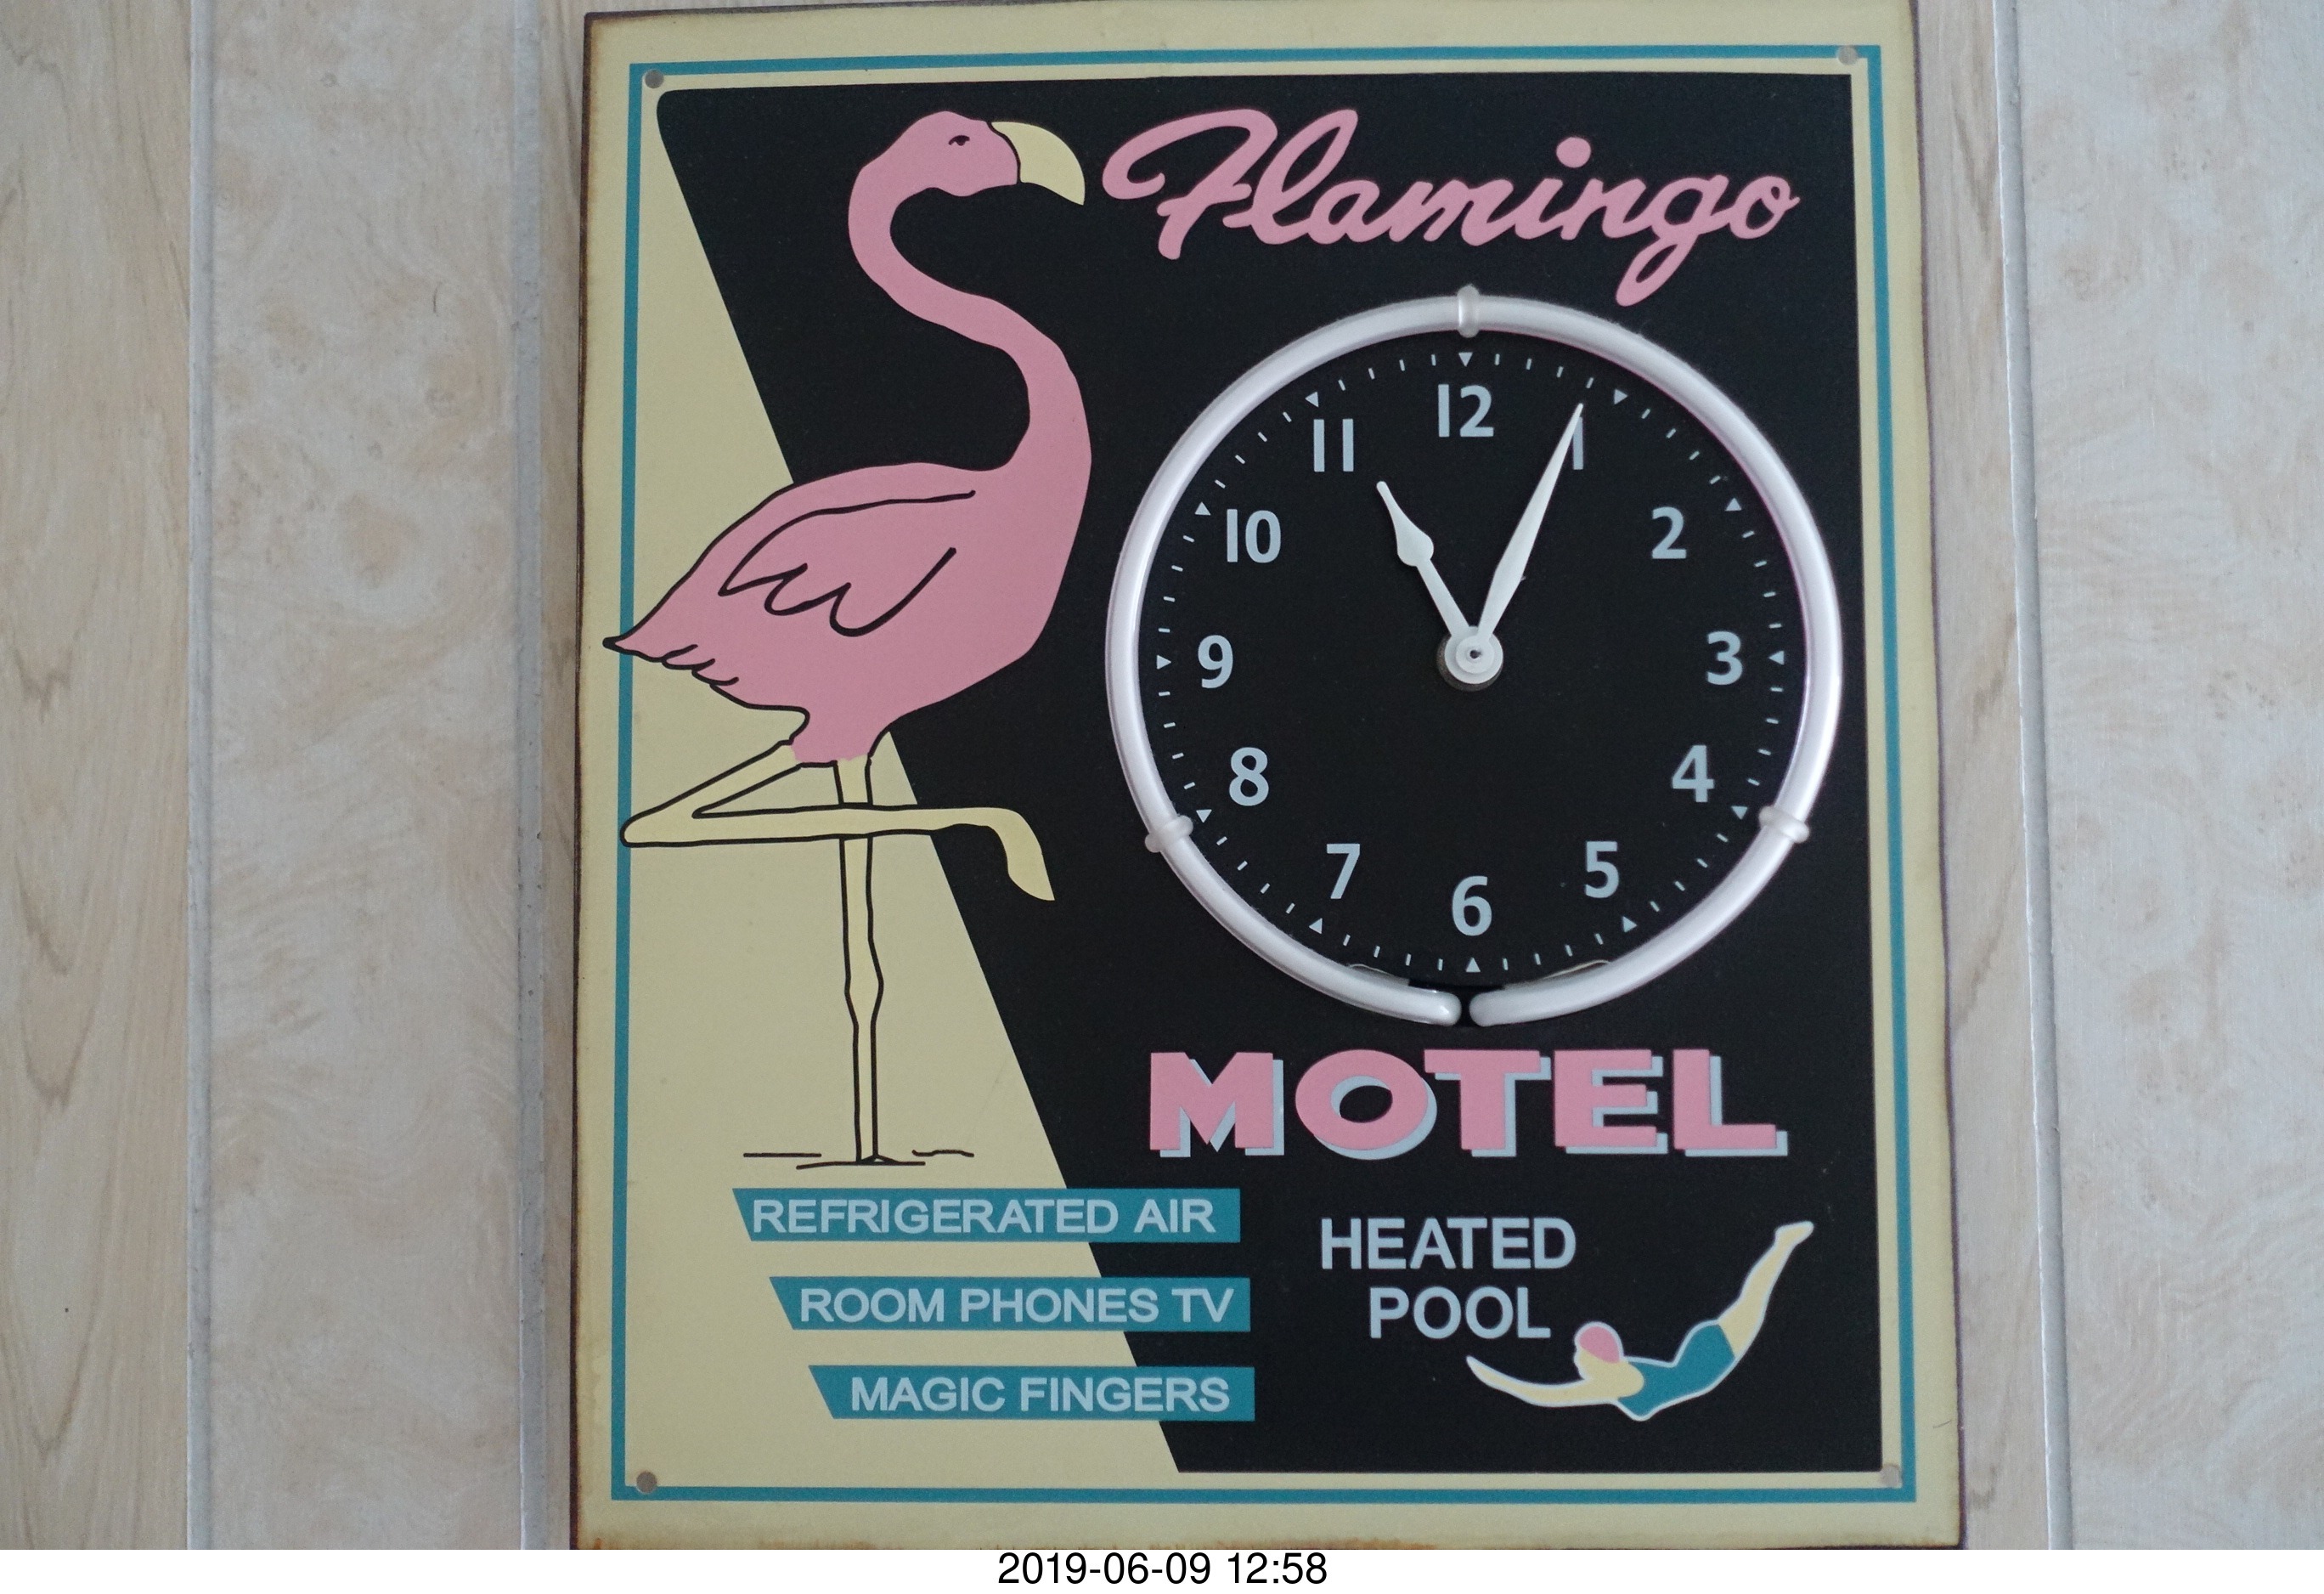 Flamingo
12
11
1
10
2
9
3
8
4
7
5
6
MOTEL
REFRIGERATED AIR
ROOM PHONES TV
MAGIC FINGERS
HEATED
POOL
2019-06-09 12:58